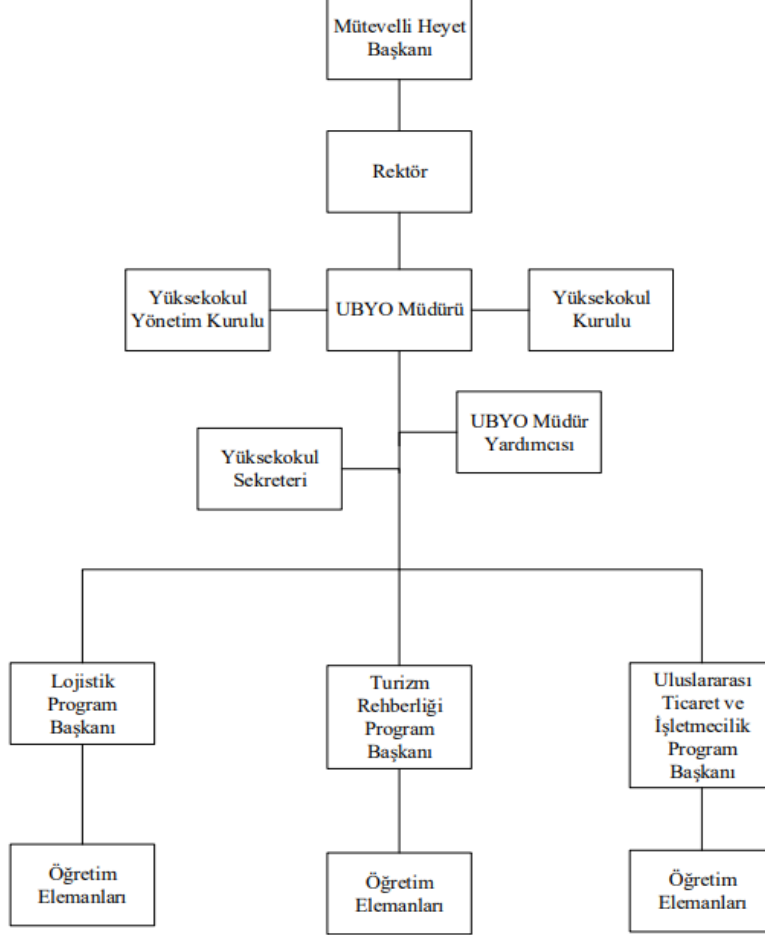 Mütevelli Heyet
Başkanı
Rektör
Yüksekokul
Yönetim Kurulu
UBYO Müdürü
Yüksekokul
Kurulu
UBYO Müdür
Yardımcısı
Yüksekokul
Sekreteri
Lojistik
Program
Başkanı
Turizm
Rehberliği
Program
Başkanı
Uluslararası
Ticaret ve
İşletmecilik
Program
Başkanı
Öğretim
Elemanları
Öğretim
Elemanları
Öğretim
Elemanları